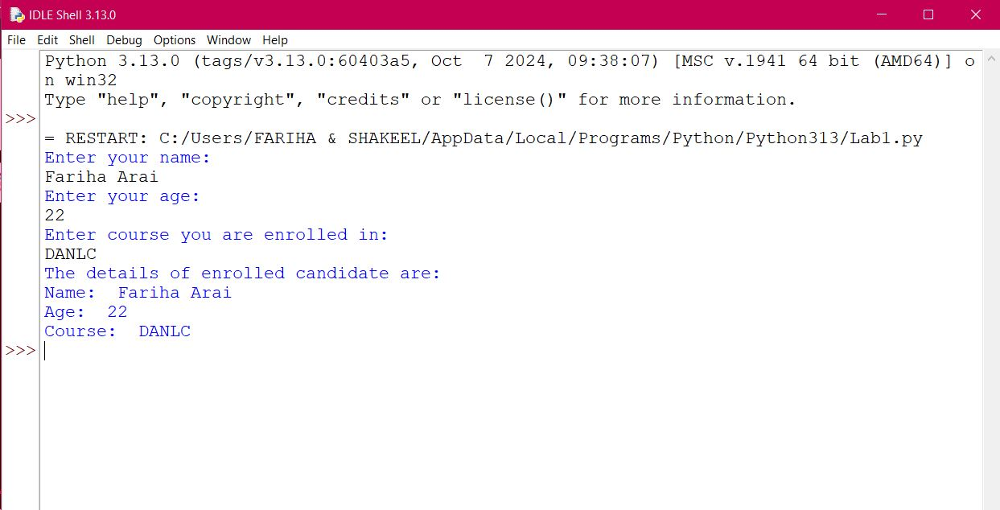 IDLE Shell 3.13.0
File Edit Shell Debug Options Window Help
Python 3.13.0 (tags/v3.13.0:60403a5, Oct  7 2024, 09:38:07) [MSC v.1941 64 bit (AMD64)] o
n win32
Type "help", "copyright", "credits" or "license()" for more information.
>>>
= RESTART: C:/Users/FARIHA & SHAKEEL/AppData/Local/Programs/Python/Python313/Lab1.py
Enter your name:
Fariha Arai
Enter your age:
22
Enter course you are enrolled in:
DANLC
The details of enrolled candidate are:
Name:  Fariha Arai
Age:  22
Course:  DANLC
>>>